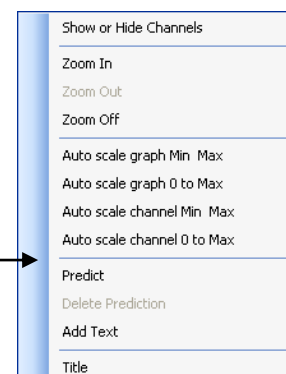 Show or Hide Channels
Zoom In
Zoom Out
Zoom Off
Auto scale graph Min Max
Auto scale graph 0 to Max
Auto scale channel Min Max
Auto scale channel 0 to Max
Predict
Delete Prediction
Add Text
Title